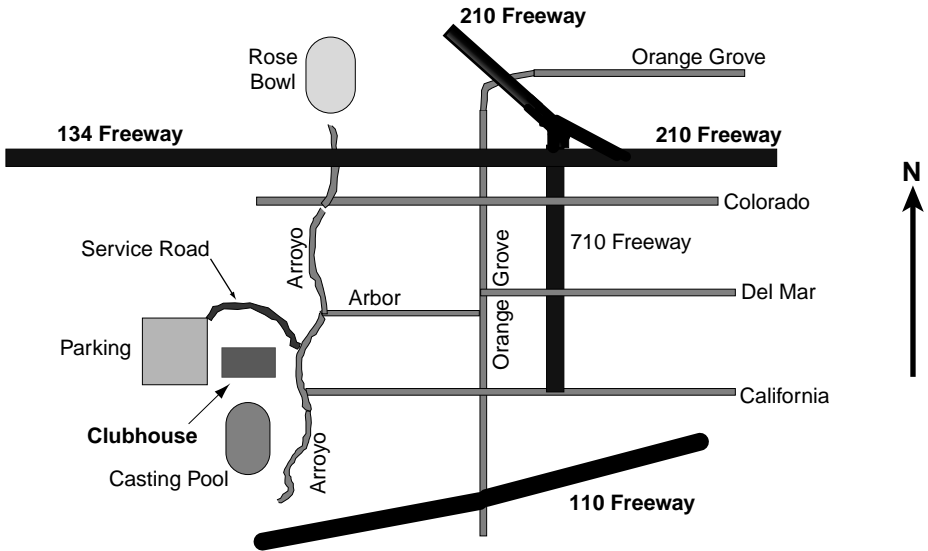 210 Freeway
Rose
Bowl
Orange Grove
134 Freeway
210 Freeway
N
Colorado
Service Road
Arroyo
Orange Grove
710 Freeway
Arbor
Del Mar
Parking
California
Clubhouse
Casting Pool
Arroyo
110 Freeway